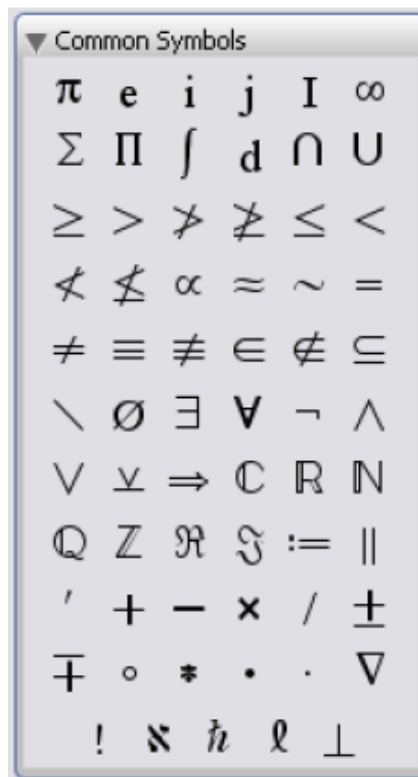 Common Symbols
π e i j I ∞
Σ Π ∫ d ∩ ∪
≥ > ≯ ≱ ≤ <
≮ ≰ ∝ ≈ ∼ =
≠ ≡ ≢ ∈ ∉ ⊆
\ Ø ∃ ∀ ¬ ∧
∨ ⊻ ⇒ ℂ ℝ ℕ
ℚ ℤ ℜ ℑ := ||
′ + − × / ±
∓ ∘ * • · ∇
! ℵ ℏ ℓ ⊥